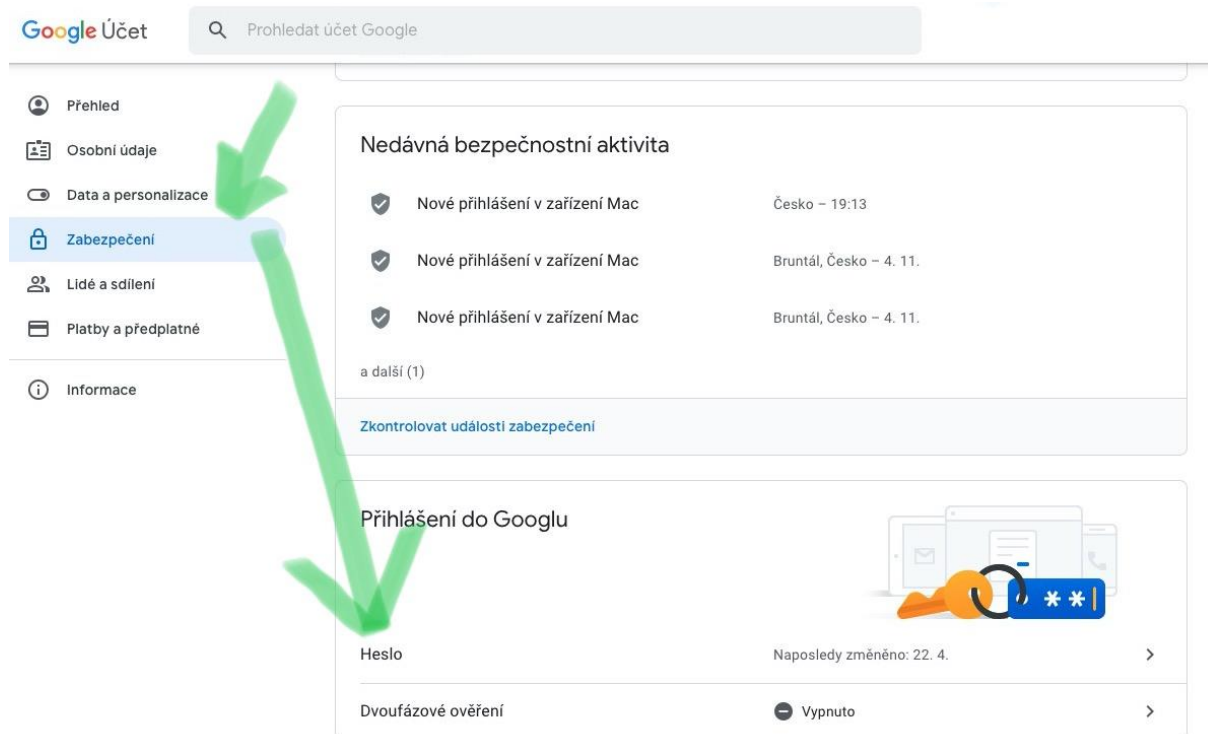 Google Účet
Prohledat účet Google
Přehled
Osobní údaje
Data a personalizace
Zabezpečení
Lidé a sdílení
Platby a předplatné
Informace
Nedávná bezpečnostní aktivita
Nové přihlášení v zařízení Mac Česko – 19:13
Nové přihlášení v zařízení Mac Bruntál, Česko – 4. 11.
Nové přihlášení v zařízení Mac Bruntál, Česko – 4. 11.
a další (1)
Zkontrolovat události zabezpečení
Přihlášení do Googlu
**
Heslo Naposledy změněno: 22. 4.
Dvoufázové ověření Vypnuto